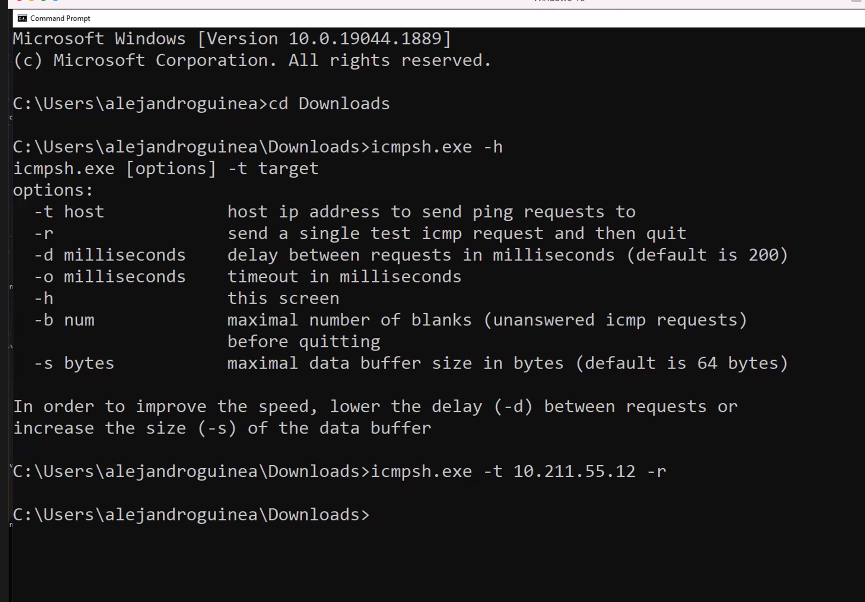 Command Prompt
Microsoft Windows [Version 10.0.19044.1889]
(c) Microsoft Corporation. All rights reserved.
C:\Users\alejandroguinea>cd Downloads
C:\Users\alejandroguinea\Downloads>icmpsh.exe -h
icmpsh.exe [options] -t target
options:
  -t host            host ip address to send ping requests to
  -r                 send a single test icmp request and then quit
  -d milliseconds    delay between requests in milliseconds (default is 200)
  -o milliseconds    timeout in milliseconds
  -h                 this screen
  -b num             maximal number of blanks (unanswered icmp requests)
                     before quitting
  -s bytes           maximal data buffer size in bytes (default is 64 bytes)
In order to improve the speed, lower the delay (-d) between requests or
increase the size (-s) of the data buffer
C:\Users\alejandroguinea\Downloads>icmpsh.exe -t 10.211.55.12 -r
C:\Users\alejandroguinea\Downloads>